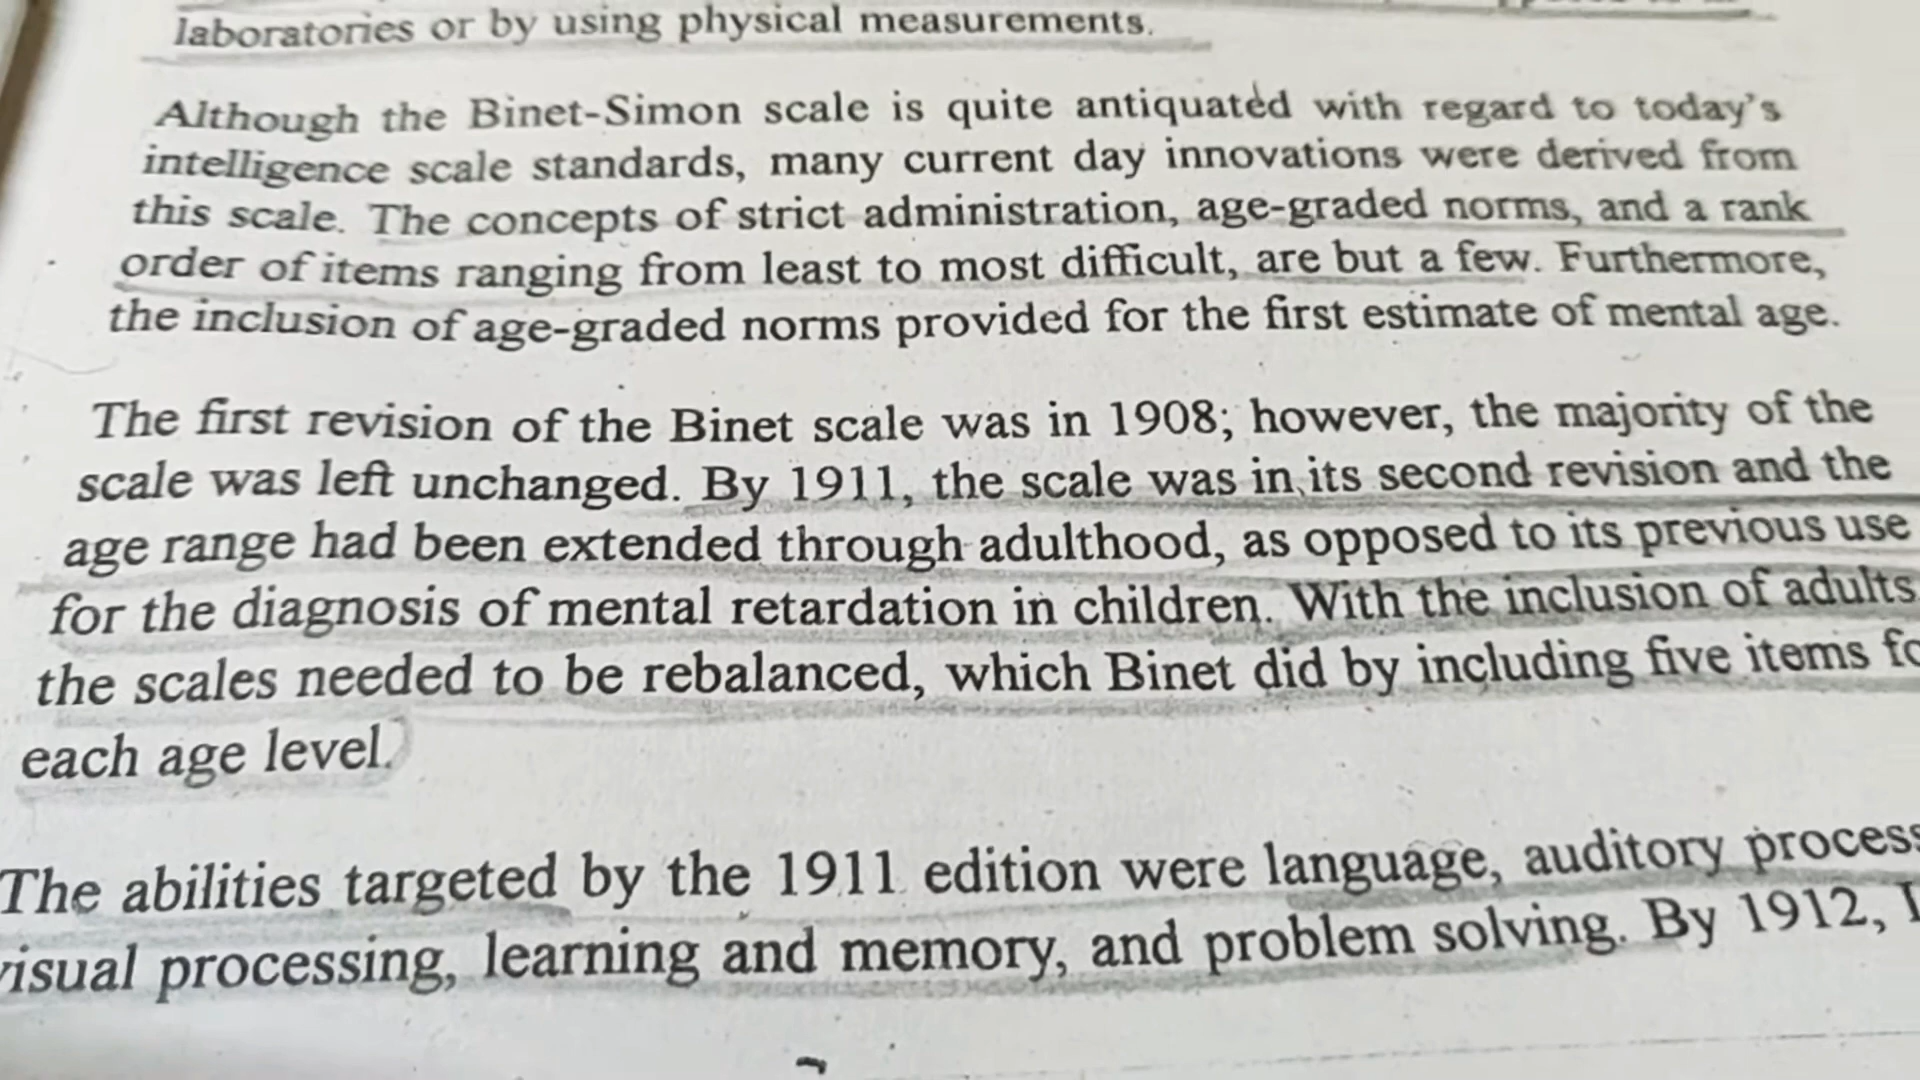 laboratories or by using physical measurements.
Although the Binet-Simon scale is quite antiquated with regard to today's
intelligence scale standards, many current day innovations were derived from
this scale. The concepts of strict administration, age-graded norms, and a rank
order of items ranging from least to most difficult, are but a few. Furthermore,
the inclusion of age-graded norms provided for the first estimate of mental age.
The first revision of the Binet scale was in 1908; however, the majority of the
scale was left unchanged. By 1911, the scale was in its second revision and the
age range had been extended through adulthood, as opposed to its previous use
for the diagnosis of mental retardation in children. With the inclusion of adults
the scales needed to be rebalanced, which Binet did by including five items
each age level.
The abilities targeted by the 1911 edition were language, auditory
processing, learning and memory, and problem solving. By 1912,